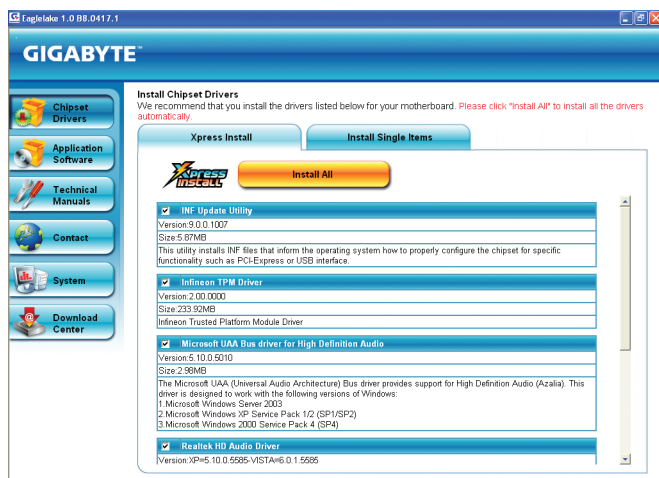 Eaglelake 1.0 B8.0417.1
GIGABYTE™
Chipset
Drivers
Application
Software
Technical
Manuals
Contact
System
Download
Center
Install Chipset Drivers
We recommend that you install the drivers listed below for your motherboard. Please click "Install All" to install all the drivers
automatically.
Xpress Install
Install Single Items
Xpress
Install
Install All
INF Update Utility
Version:9.0.0.1007
Size:5.87MB
This utility installs INF files that inform the operating system how to properly configure the chipset for specific
functionality such as PCI-Express or USB interface.
Infineon TPM Driver
Version:2.00.0000
Size:233.92MB
Infineon Trusted Platform Module Driver
Microsoft UAA Bus driver for High Definition Audio
Version:5.10.0.5010
Size:2.98MB
The Microsoft UAA (Universal Audio Architecture) Bus driver provides support for High Definition Audio (Azalia). This
driver is designed to work with the following versions of Windows:
1.Microsoft Windows Server 2003
2.Microsoft Windows XP Service Pack 1/2 (SP1/SP2)
3.Microsoft Windows 2000 Service Pack 4 (SP4)
Realtek HD Audio Driver
Version:XP=5.10.0.5585-VISTA=6.0.1.5585